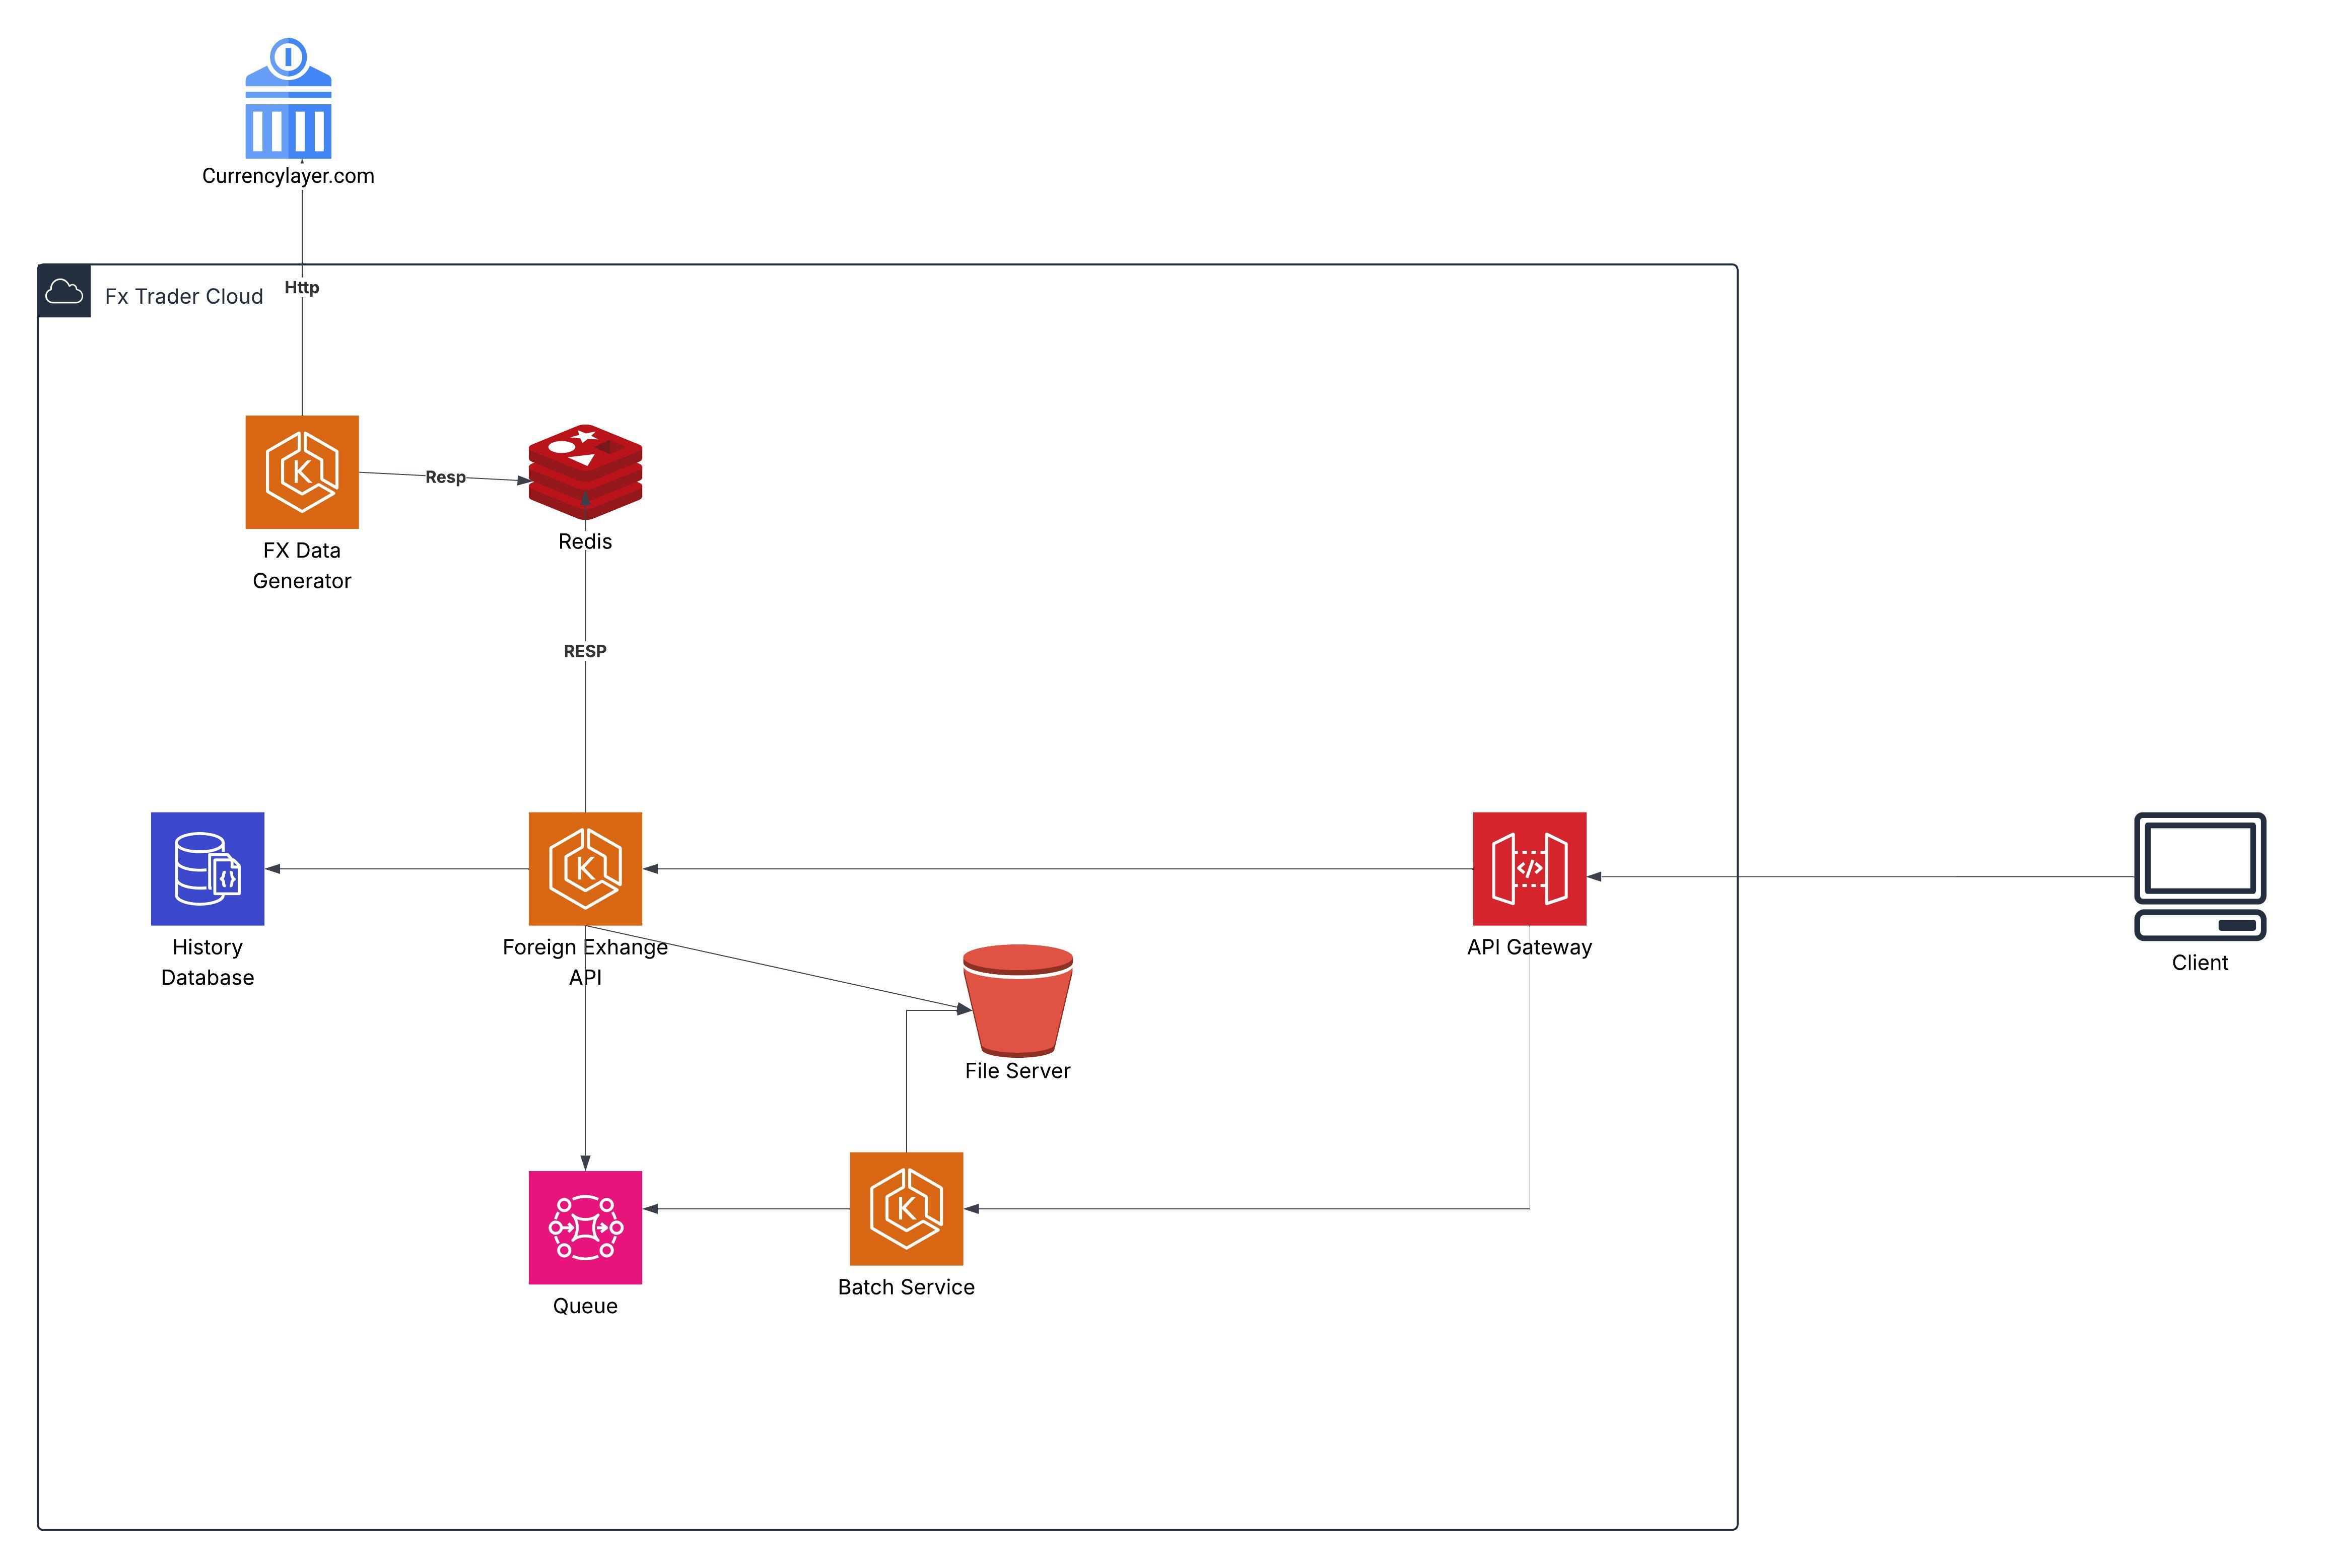 Currencylayer.com
Http
Fx Trader Cloud
Resp
Redis
FX Data
Generator
RESP
K
K
K
</>
{}
History
Database
Foreign Exhange
API
API Gateway
Client
File Server
Batch Service
Queue